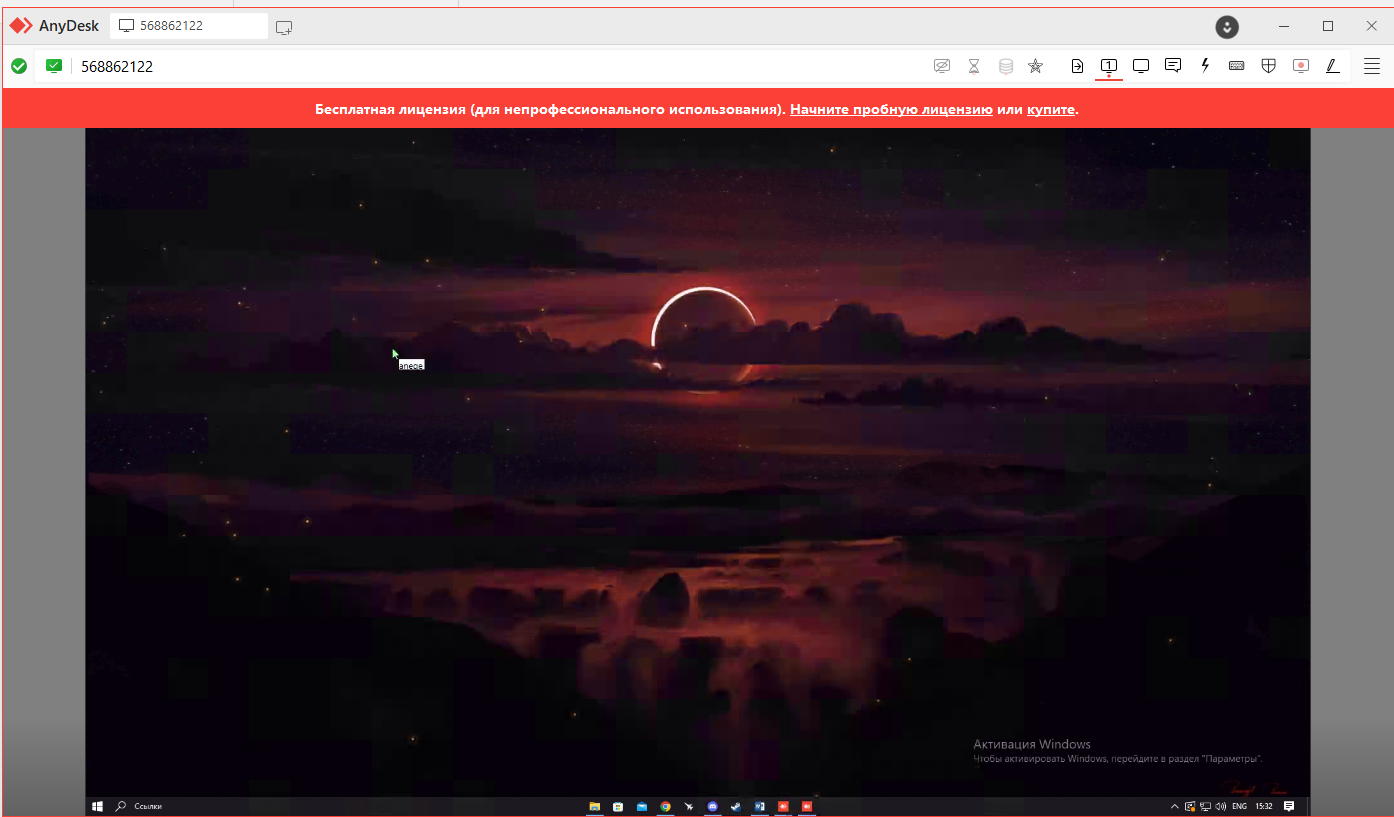 AnyDesk 568862122
568862122 1
Бесплатная лицензия (для непрофессионального использования). Начните пробную лицензию или купите.
Активация Windows
Чтобы активировать Windows, перейдите в раздел "Параметры".
Ссылки ENG 15:32